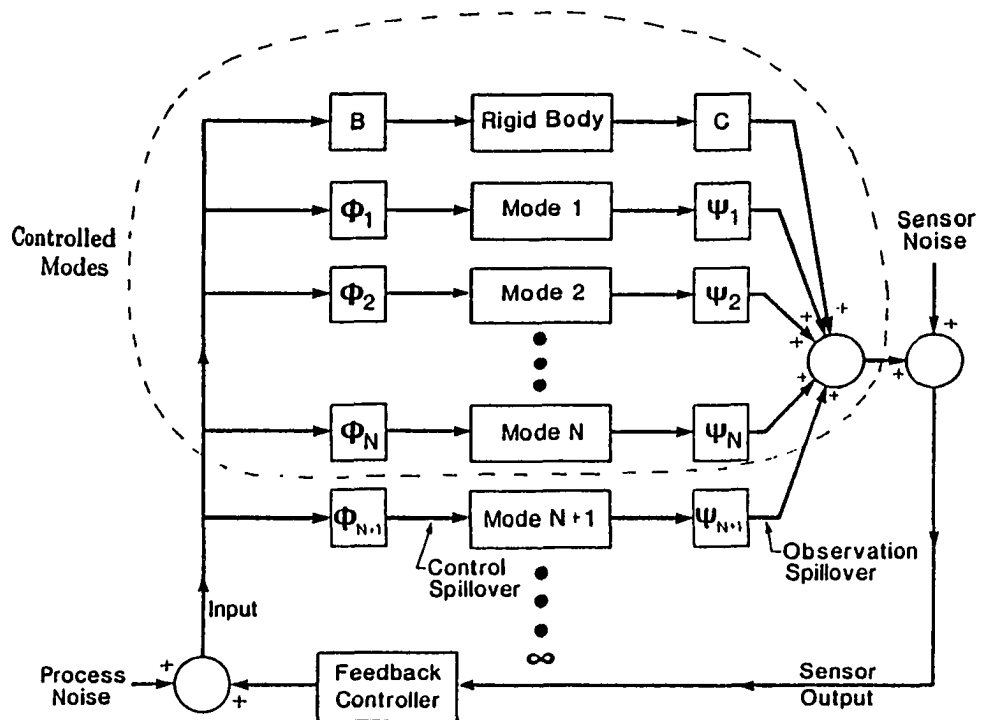 B
Rigid Body
C
Φ1
Mode 1
Ψ1
Controlled
Modes
Sensor
Noise
Φ2
Mode 2
Ψ2
+
+
+
+
+
+
+
ΦN
Mode N
ΨN
ΦN+1
Mode N+1
ΨN+1
Control
Spillover
Observation
Spillover
Input
∞
Process
Noise
+
+
Feedback
Controller
Sensor
Output